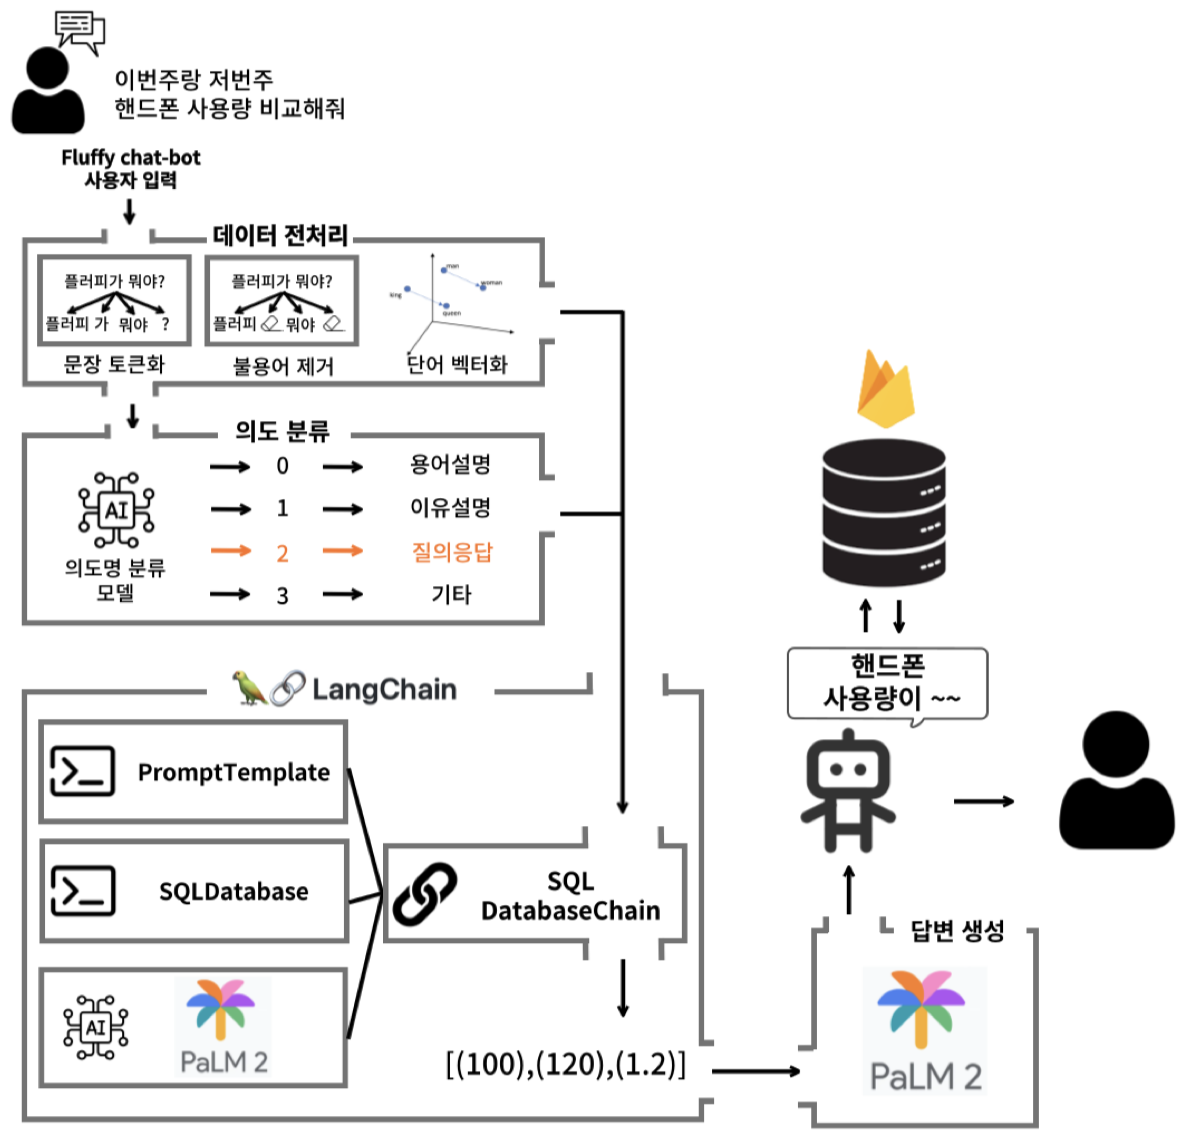 이번주랑 저번주
핸드폰 사용량 비교해줘
Fluffy chat-bot
사용자 입력
데이터 전처리
플러피가 뭐야?
플러피 가 뭐야 ?
문장 토큰화
플러피가 뭐야?
플러피 뭐야
불용어 제거
man
woman
king
queen
단어 벡터화
의도 분류
AI
의도명 분류
모델
0 용어설명
1 이유설명
2 질의응답
3 기타
LangChain
PromptTemplate
SQLDatabase
AI
PaLM 2
SQL
DatabaseChain
[(100),(120),(1.2)]
핸드폰
사용량이 ~~
답변 생성
PaLM 2